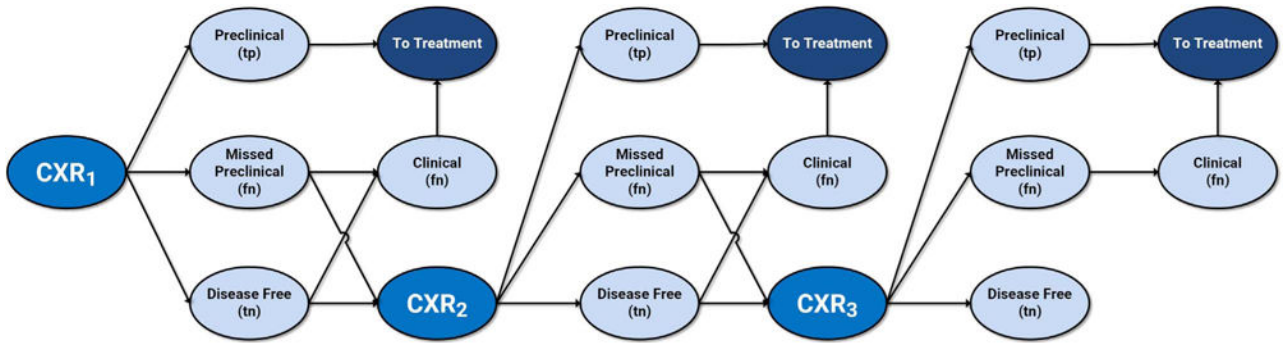 Preclinical
(tp)
To Treatment
Preclinical
(tp)
To Treatment
Preclinical
(tp)
To Treatment
CXR1
Missed
Preclinical
(fn)
Clinical
(fn)
Missed
Preclinical
(fn)
Clinical
(fn)
Missed
Preclinical
(fn)
Clinical
(fn)
Disease Free
(tn)
CXR2
Disease Free
(tn)
CXR3
Disease Free
(tn)